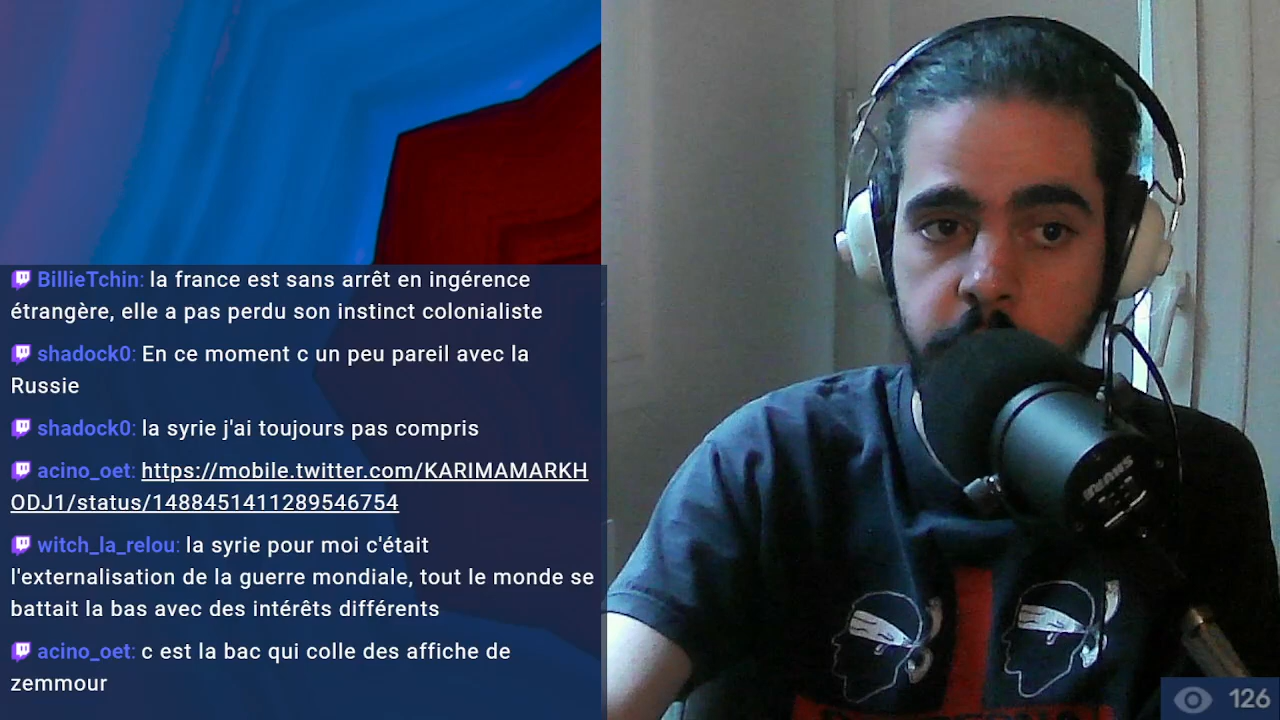 BillieTchin: la france est sans arrêt en ingérence
étrangère, elle a pas perdu son instinct colonialiste
shadock0: En ce moment c un peu pareil avec la
Russie
shadock0: la syrie j'ai toujours pas compris
acino_oet: https://mobile.twitter.com/KARIMAMARKH
ODJ1/status/1488451411289546754
witch_la_relou: la syrie pour moi c'était
l'externalisation de la guerre mondiale, tout le monde se
battait la bas avec des intérêts différents
acino_oet: c est la bac qui colle des affiche de
zemmour
SHURE
126